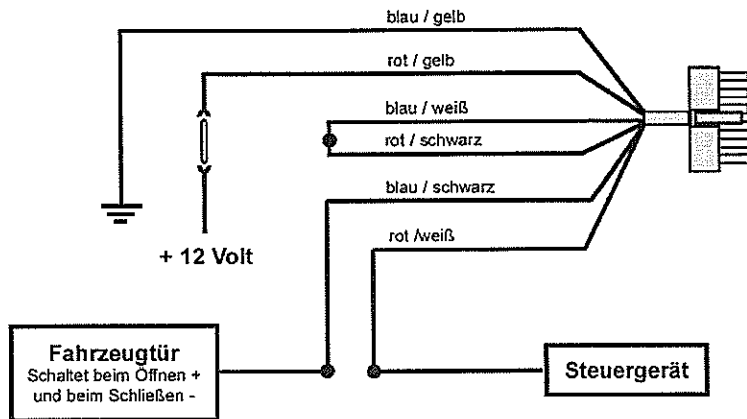 blau / gelb
rot / gelb
blau / weiß
rot / schwarz
blau / schwarz
rot /weiß
+ 12 Volt
Fahrzeugtür
Schaltet beim Öffnen +
und beim Schließen -
Steuergerät